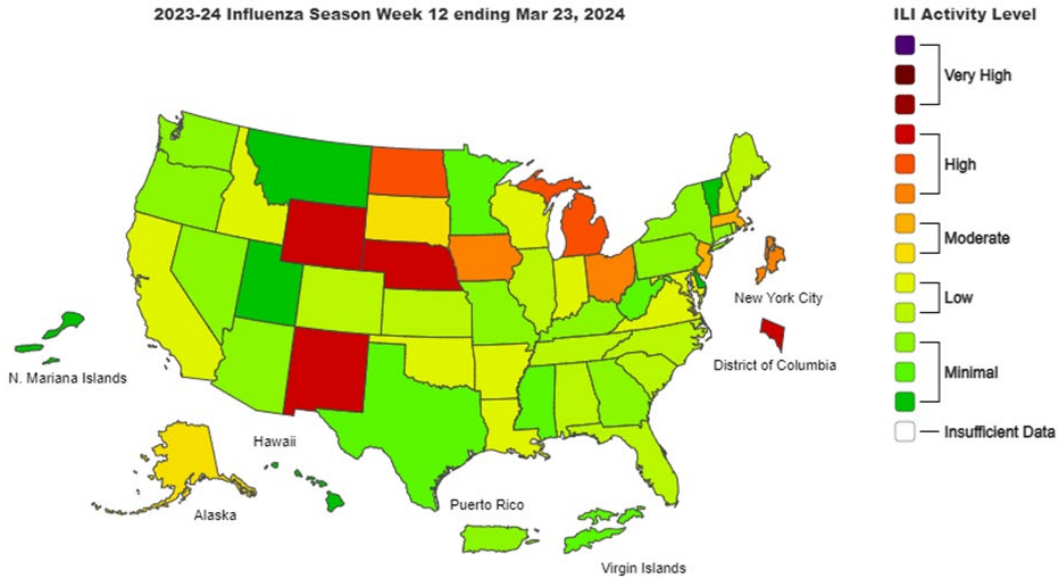 2023-24 Influenza Season Week 12 ending Mar 23, 2024
ILI Activity Level
Very High
High
Moderate
Low
Minimal
Insufficient Data
New York City
District of Columbia
N. Mariana Islands
Hawaii
Alaska
Puerto Rico
Virgin Islands